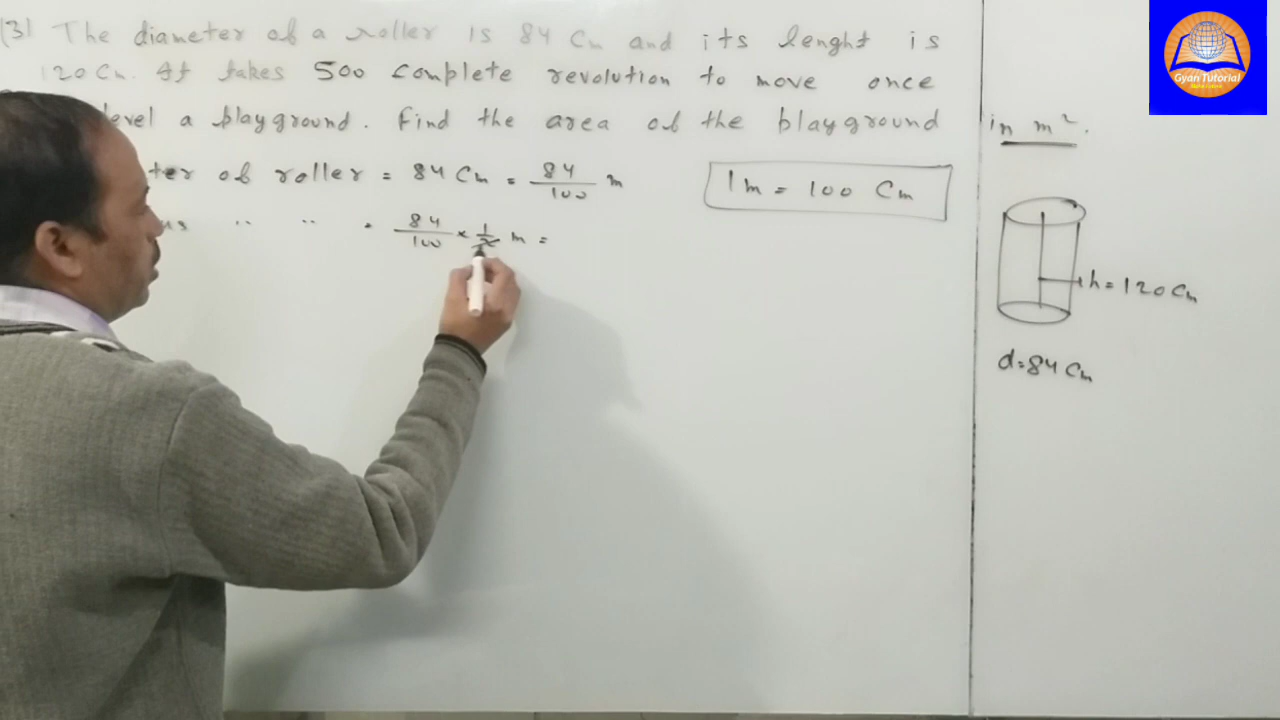 (3) The diameter of a roller is 84 Cm and its lenght is
120 Cm. It takes 500 complete revolution to move once
level a playground. Find the area of the playground in m².
ter of roller = 84 Cm = 84/100 m
1m = 100 Cm
us " " = 84/100 × 1/2 m =
h = 120 Cm
d = 84 Cm
Gyan Tutorial